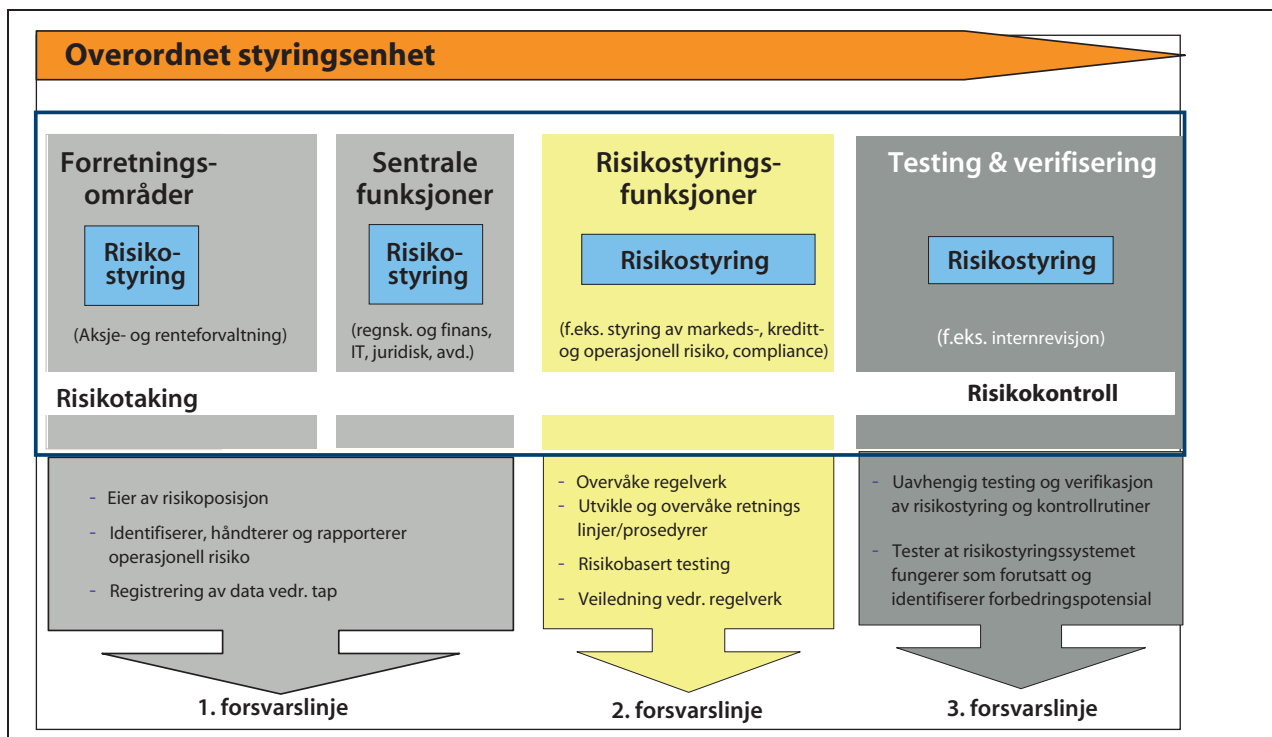 Overordnet styringsenhet
Forretnings-
områder
Risiko-
styring
(Aksje- og renteforvaltning)
Sentrale
funksjoner
Risiko-
styring
(regnsk. og finans,
IT, juridisk, avd.)
Risikostyrings-
funksjoner
Risikostyring
(f.eks. styring av markeds-, kreditt-
og operasjonell risiko, compliance)
Testing & verifisering
Risikostyring
(f.eks. internrevisjon)
Risikotaking
Risikokontroll
- Eier av risikoposisjon
- Identifiserer, håndterer og rapporterer
operasjonell risiko
- Registrering av data vedr. tap
1. forsvarslinje
- Overvåke regelverk
- Utvikle og overvåke retnings
linjer/prosedyrer
- Risikobasert testing
- Veiledning vedr. regelverk
2. forsvarslinje
- Uavhengig testing og verifikasjon
av risikostyring og kontrollrutiner
- Tester at risikostyringssystemet
fungerer som forutsatt og
identifiserer forbedringspotensial
3. forsvarslinje